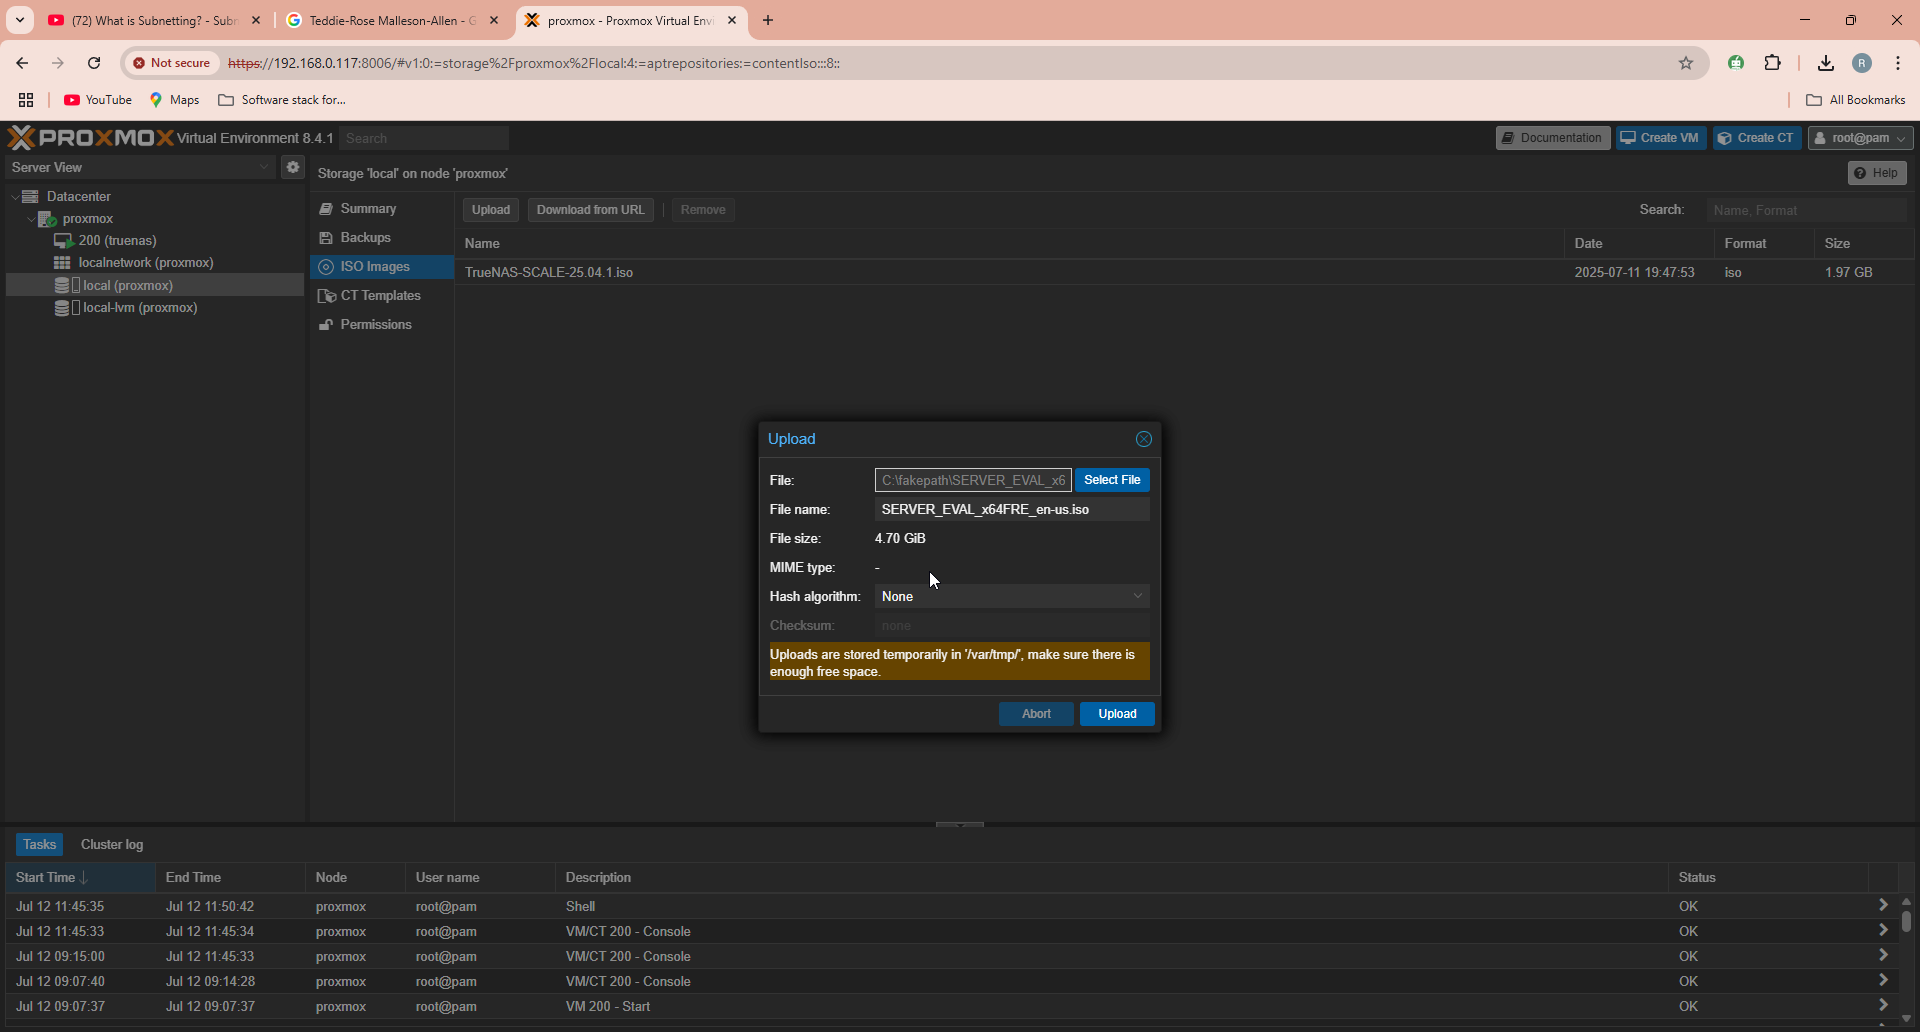 (72) What is Subnetting? - Sub
Teddie-Rose Malleson-Allen - G
proxmox - Proxmox Virtual Envi
Not secure
https://192.168.0.117:8006/#v1:0:=storage%2Fproxmox%2Flocal:4:=aptrepositories:=contentIso:::8::
R
YouTube
Maps
Software stack for...
All Bookmarks
PROXMOX Virtual Environment 8.4.1
Search
Documentation
Create VM
Create CT
root@pam
Server View
Storage 'local' on node 'proxmox'
Help
Datacenter
proxmox
200 (truenas)
localnetwork (proxmox)
local (proxmox)
local-lvm (proxmox)
Summary
Backups
ISO Images
CT Templates
Permissions
Upload
Download from URL
Remove
Search:
Name, Format
Name
Date
Format
Size
TrueNAS-SCALE-25.04.1.iso
2025-07-11 19:47:53
iso
1.97 GB
Upload
File:
C:\fakepath\SERVER_EVAL_x6
Select File
File name:
SERVER_EVAL_x64FRE_en-us.iso
File size:
4.70 GiB
MIME type:
-
Hash algorithm:
None
Checksum:
none
Uploads are stored temporarily in '/var/tmp/', make sure there is
enough free space.
Abort
Upload
Tasks
Cluster log
Start Time
End Time
Node
User name
Description
Status
Jul 12 11:45:35
Jul 12 11:50:42
proxmox
root@pam
Shell
OK
Jul 12 11:45:33
Jul 12 11:45:34
proxmox
root@pam
VM/CT 200 - Console
OK
Jul 12 09:15:00
Jul 12 11:45:33
proxmox
root@pam
VM/CT 200 - Console
OK
Jul 12 09:07:40
Jul 12 09:14:28
proxmox
root@pam
VM/CT 200 - Console
OK
Jul 12 09:07:37
Jul 12 09:07:37
proxmox
root@pam
VM 200 - Start
OK